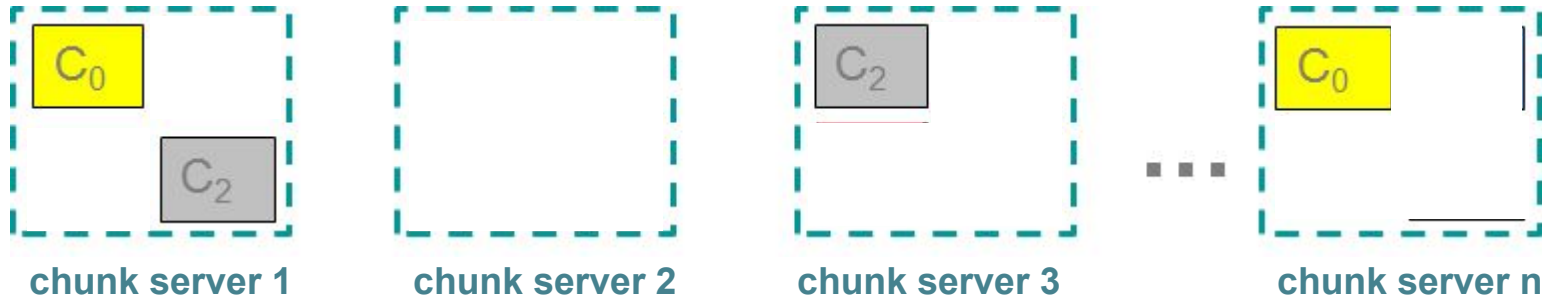 C₀ C₂ C₀
C₂
...
chunk server 1 chunk server 2 chunk server 3 chunk server n